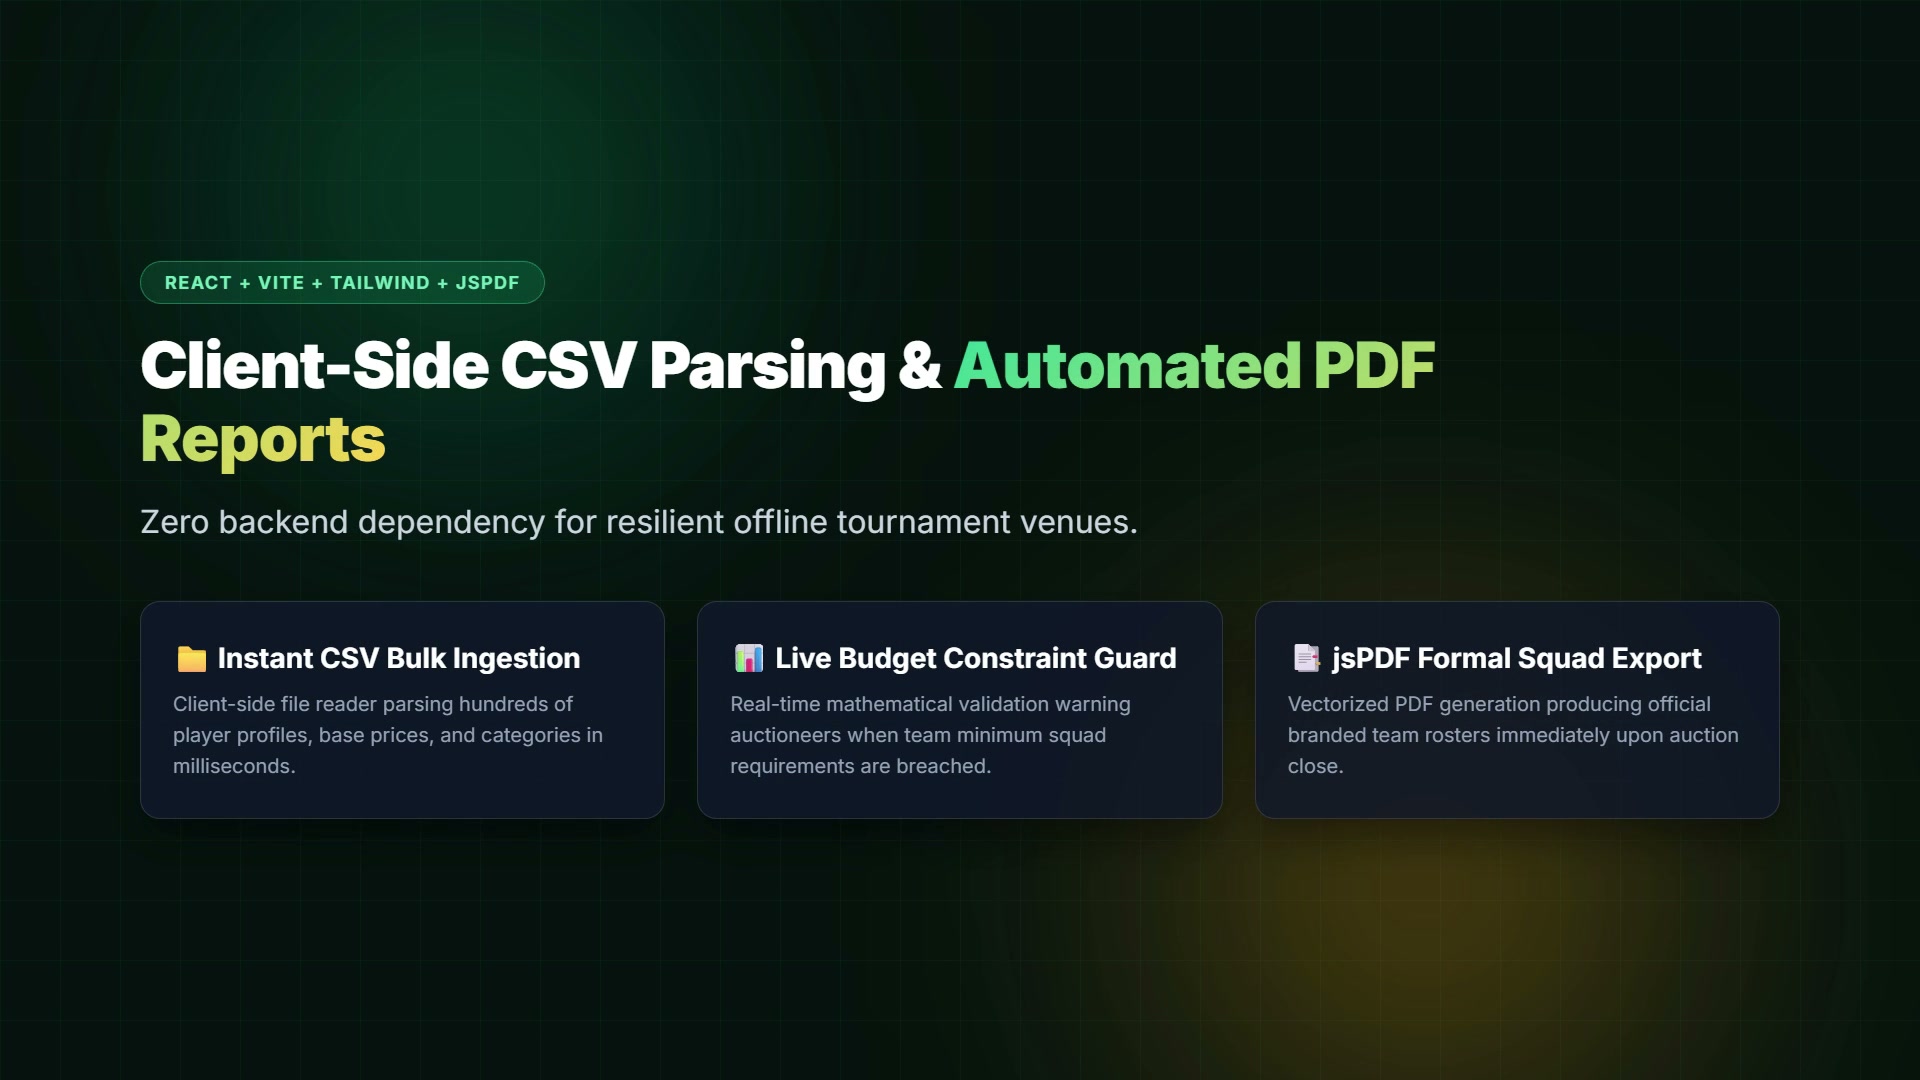 REACT + VITE + TAILWIND + JSPDF
Client-Side CSV Parsing & Automated PDF
Reports
Zero backend dependency for resilient offline tournament venues.
Instant CSV Bulk Ingestion
Client-side file reader parsing hundreds of
player profiles, base prices, and categories in
milliseconds.
Live Budget Constraint Guard
Real-time mathematical validation warning
auctioneers when team minimum squad
requirements are breached.
jsPDF Formal Squad Export
Vectorized PDF generation producing official
branded team rosters immediately upon auction
close.